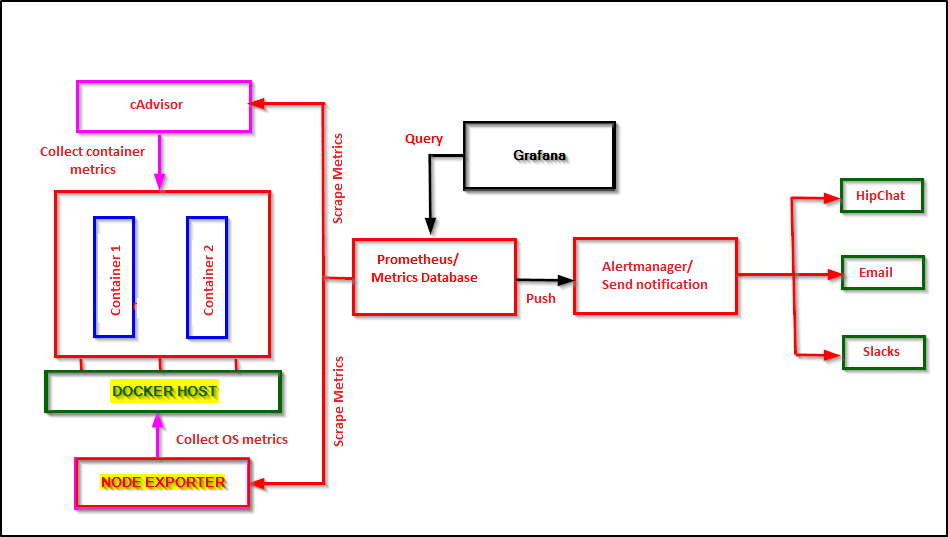 cAdvisor
Collect container
metrics
Container 1
Container 2
DOCKER HOST
Collect OS metrics
NODE EXPORTER
Scrape Metrics
Scrape Metrics
Query
Grafana
Prometheus/
Metrics Database
Push
Alertmanager/
Send notification
HipChat
Email
Slacks